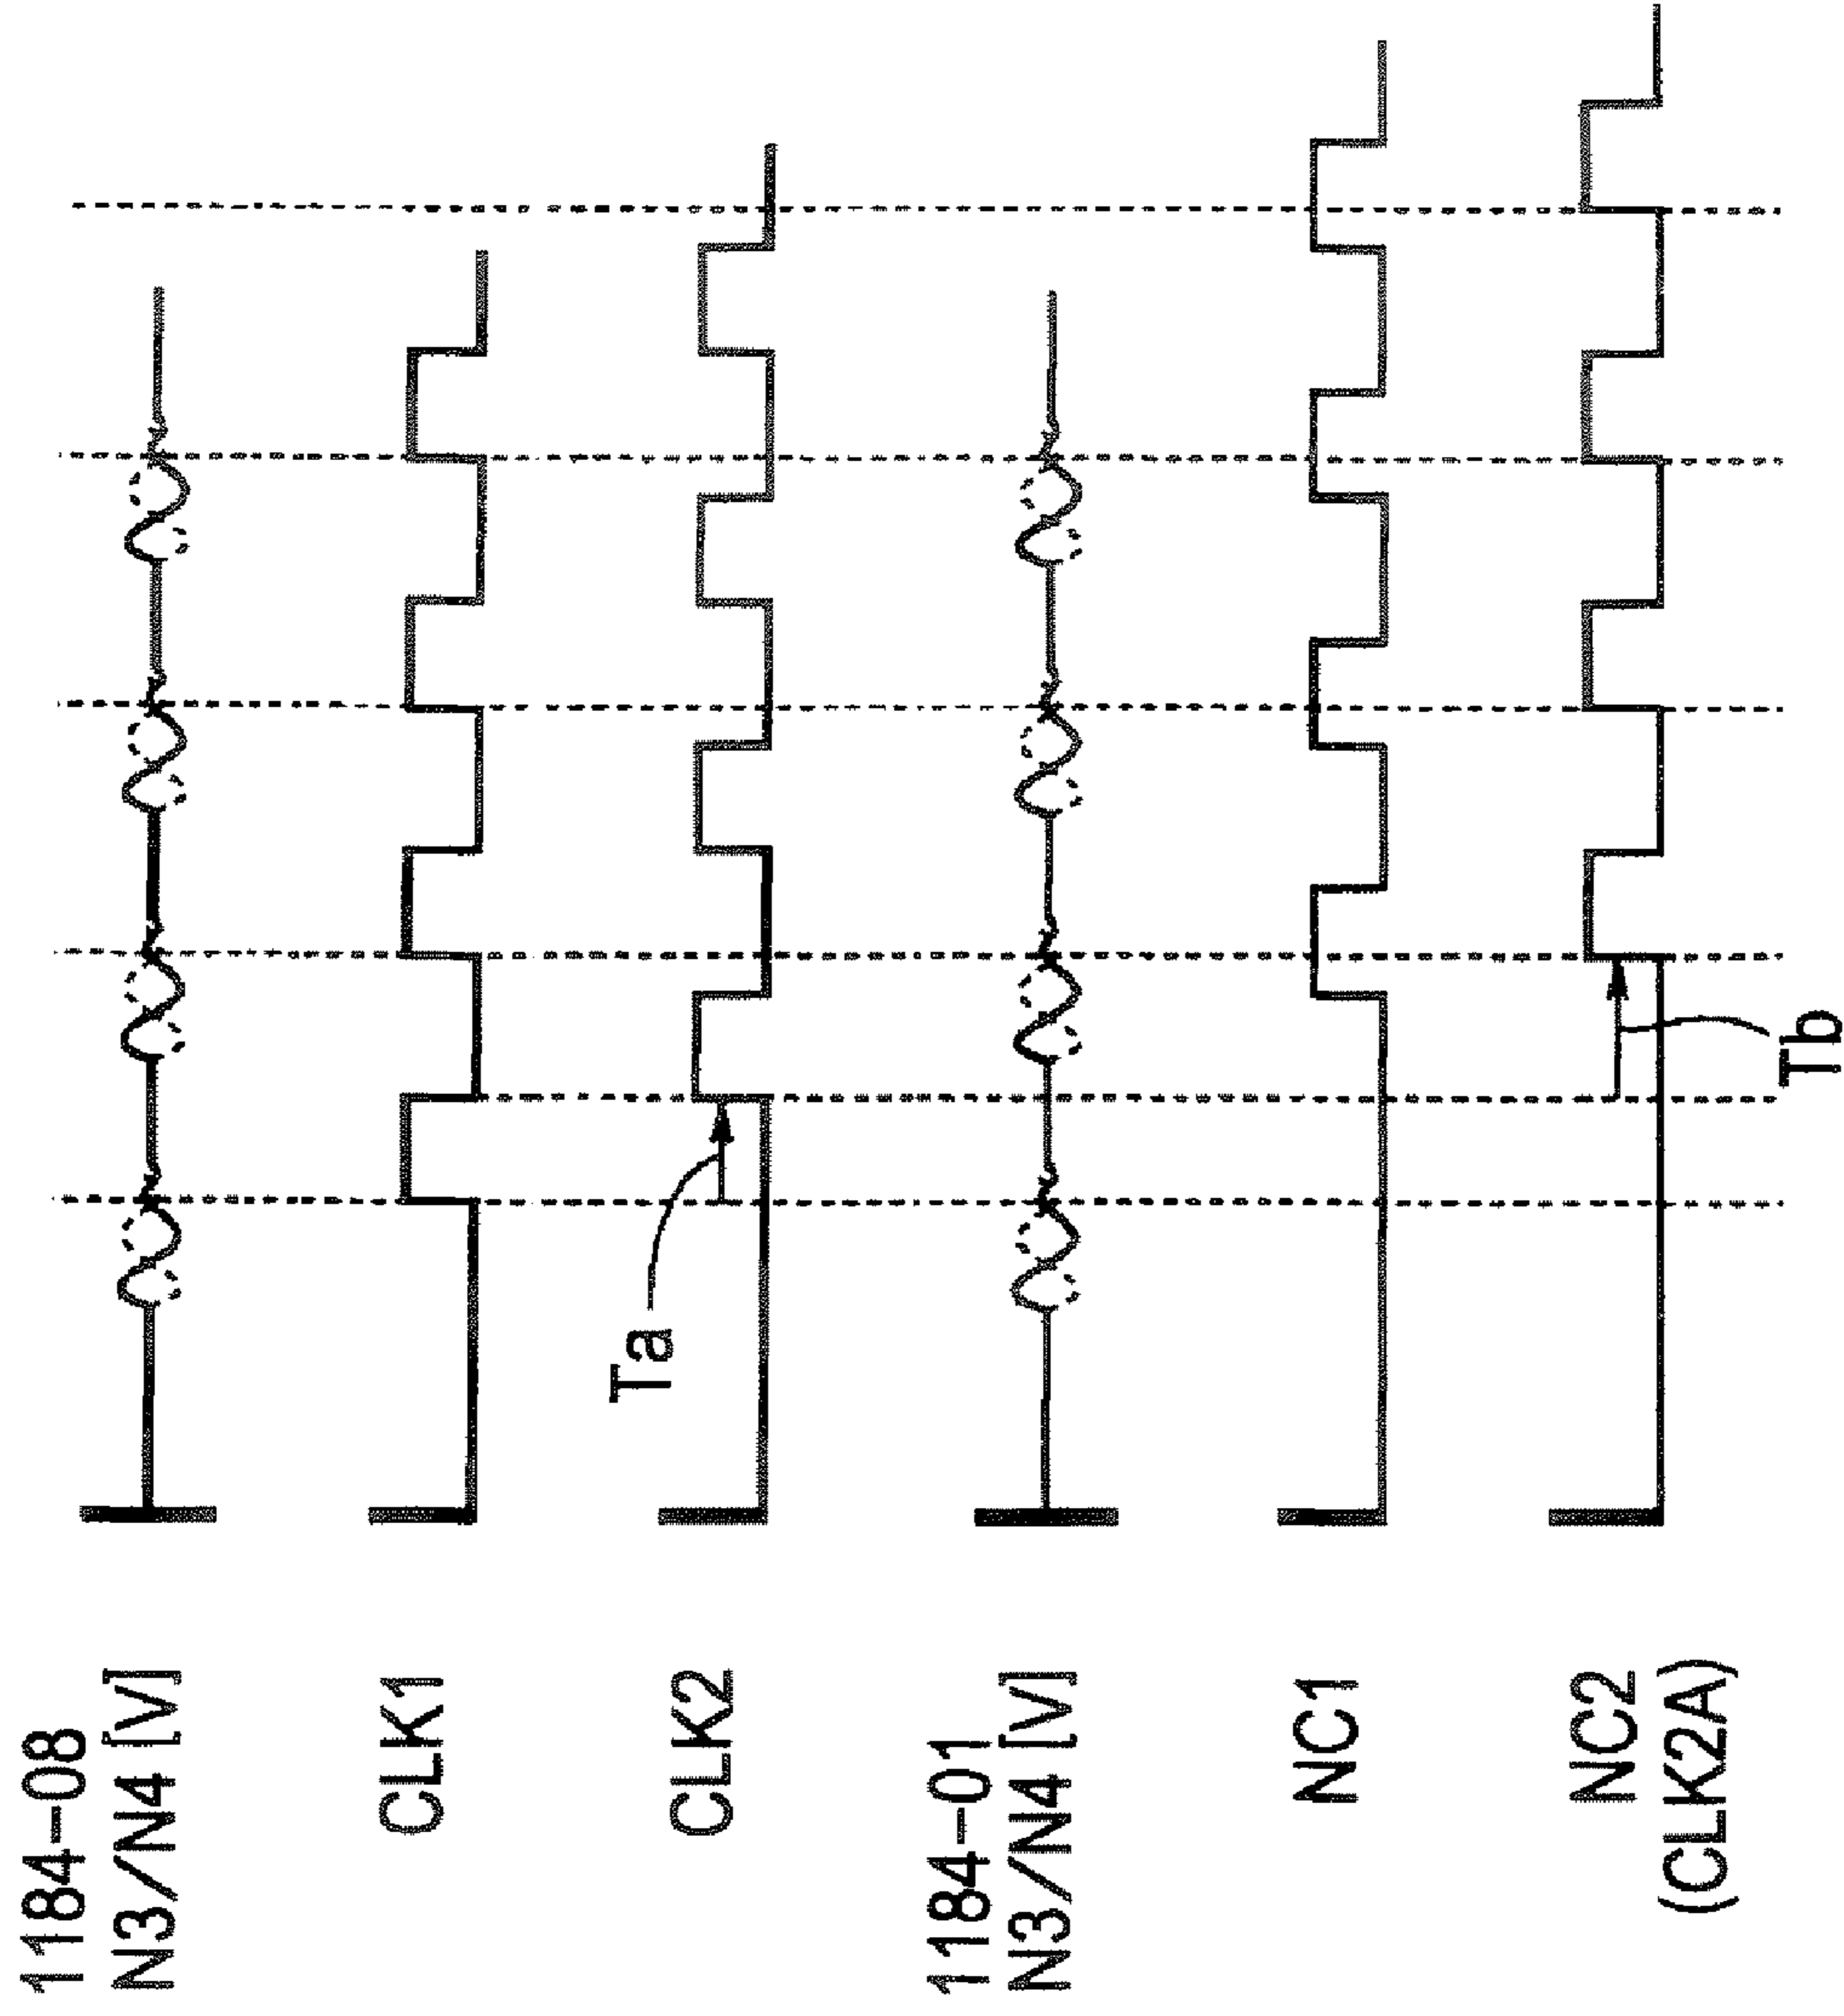 1184-08
N3/N4 [V]
CLK1
CLK2
Ta
1184-01
N3/N4 [V]
NC1
NC2
(CLK2A)
Tb